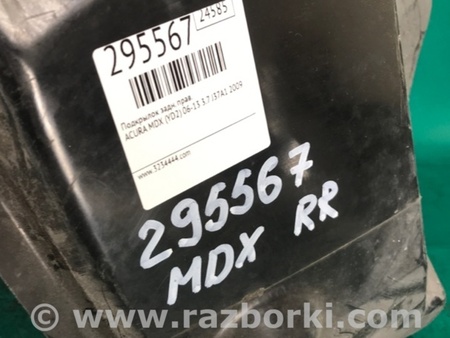 295567
24585
Подкрылок задн.прав.
ACURA MDX (YD2) 06-13 3.7 J37A1 2009
www.5254444.com
295567
MDX RR
www.razborki.com